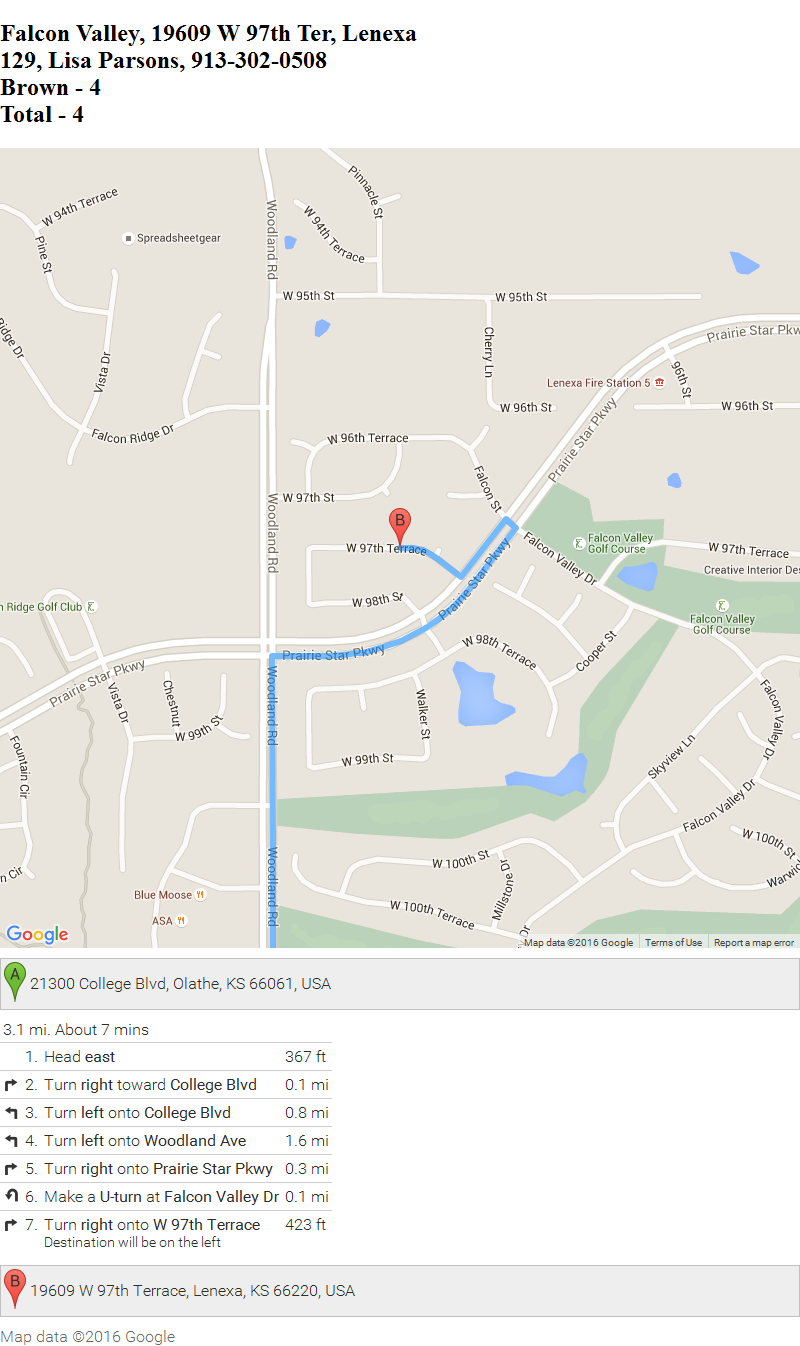 Falcon Valley, 19609 W 97th Ter, Lenexa
129, Lisa Parsons, 913-302-0508
Brown - 4
Total - 4
Pinnacle St
W 94th Terrace
W 94th Terrace
Woodland Rd
Pine St
Spreadsheetgear
W 95th St
W 95th St
Prairie Star Pkw
Ridge Dr
Cherry Ln
Vista Dr
96th St
Lenexa Fire Station 5
W 96th St
W 96th St
Prairie Star Pkwy
Falcon Ridge Dr
W 96th Terrace
Falcon St
W 97th St
Woodland Rd
B
W 97th Terrace
Falcon Valley
Golf Course
Falcon Valley Dr
W 97th Terrace
Creative Interior Des
Prairie Star Pkwy
W 98th St
n Ridge Golf Club
Falcon Valley
Golf Course
Prairie Star Pkwy
W 98th Terrace
Cooper St
Prairie Star Pkwy
Woodland Rd
Vista Dr
Chestnut
Walker St
W 99th St
Falcon Valley Dr
Fountain Cir
W 99th St
Skyview Ln
Falcon Valley Dr
W 100th St
Woodland Rd
W 100th St
Millstone Dr
n Cir
Warwic
Blue Moose
W 100th Terrace
ASA
Dr
Google
Map data ©2016 Google
Terms of Use
Report a map error
A
21300 College Blvd, Olathe, KS 66061, USA
3.1 mi. About 7 mins
1. Head east 367 ft
2. Turn right toward College Blvd 0.1 mi
3. Turn left onto College Blvd 0.8 mi
4. Turn left onto Woodland Ave 1.6 mi
5. Turn right onto Prairie Star Pkwy 0.3 mi
6. Make a U-turn at Falcon Valley Dr 0.1 mi
7. Turn right onto W 97th Terrace 423 ft
Destination will be on the left
B
19609 W 97th Terrace, Lenexa, KS 66220, USA
Map data ©2016 Google